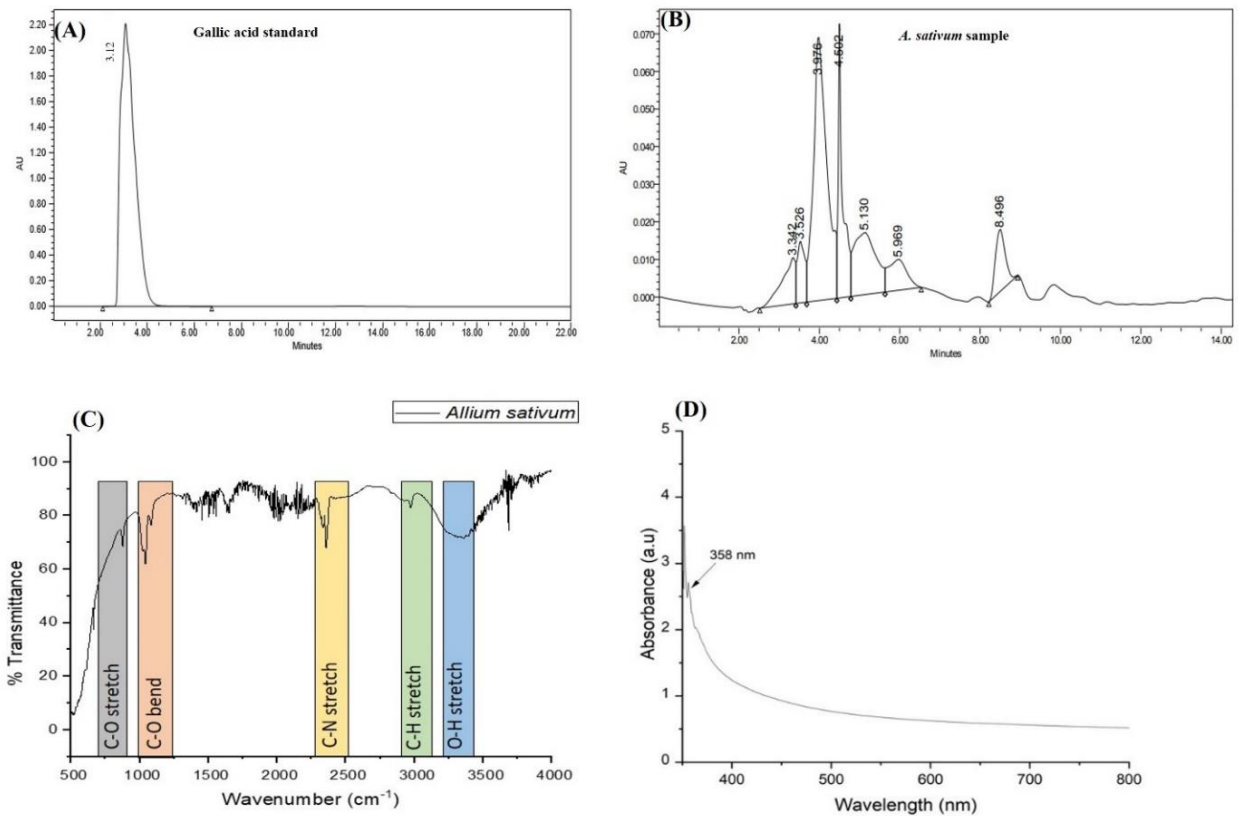 (A)
Gallic acid standard
3.12
2.20
2.00
1.80
1.60
1.40
1.20
1.00
0.80
0.60
0.40
0.20
0.00
AU
2.00 4.00 6.00 8.00 10.00 12.00 14.00 16.00 18.00 20.00 22.00
Minutes
(B)
A. sativum sample
0.070
0.060
0.050
0.040
0.030
0.020
0.010
0.000
AU
3.342
3.526
3.976
4.502
5.130
5.969
8.496
2.00 4.00 6.00 8.00 10.00 12.00 14.00
Minutes
(C)
Allium sativum
100
80
60
40
20
0
% Transmittance
C-O stretch
C-O bend
C-N stretch
C-H stretch
O-H stretch
500 1000 1500 2000 2500 3000 3500 4000
Wavenumber (cm⁻¹)
(D)
5
4
3
2
1
0
Absorbance (a.u)
358 nm
400 500 600 700 800
Wavelength (nm)